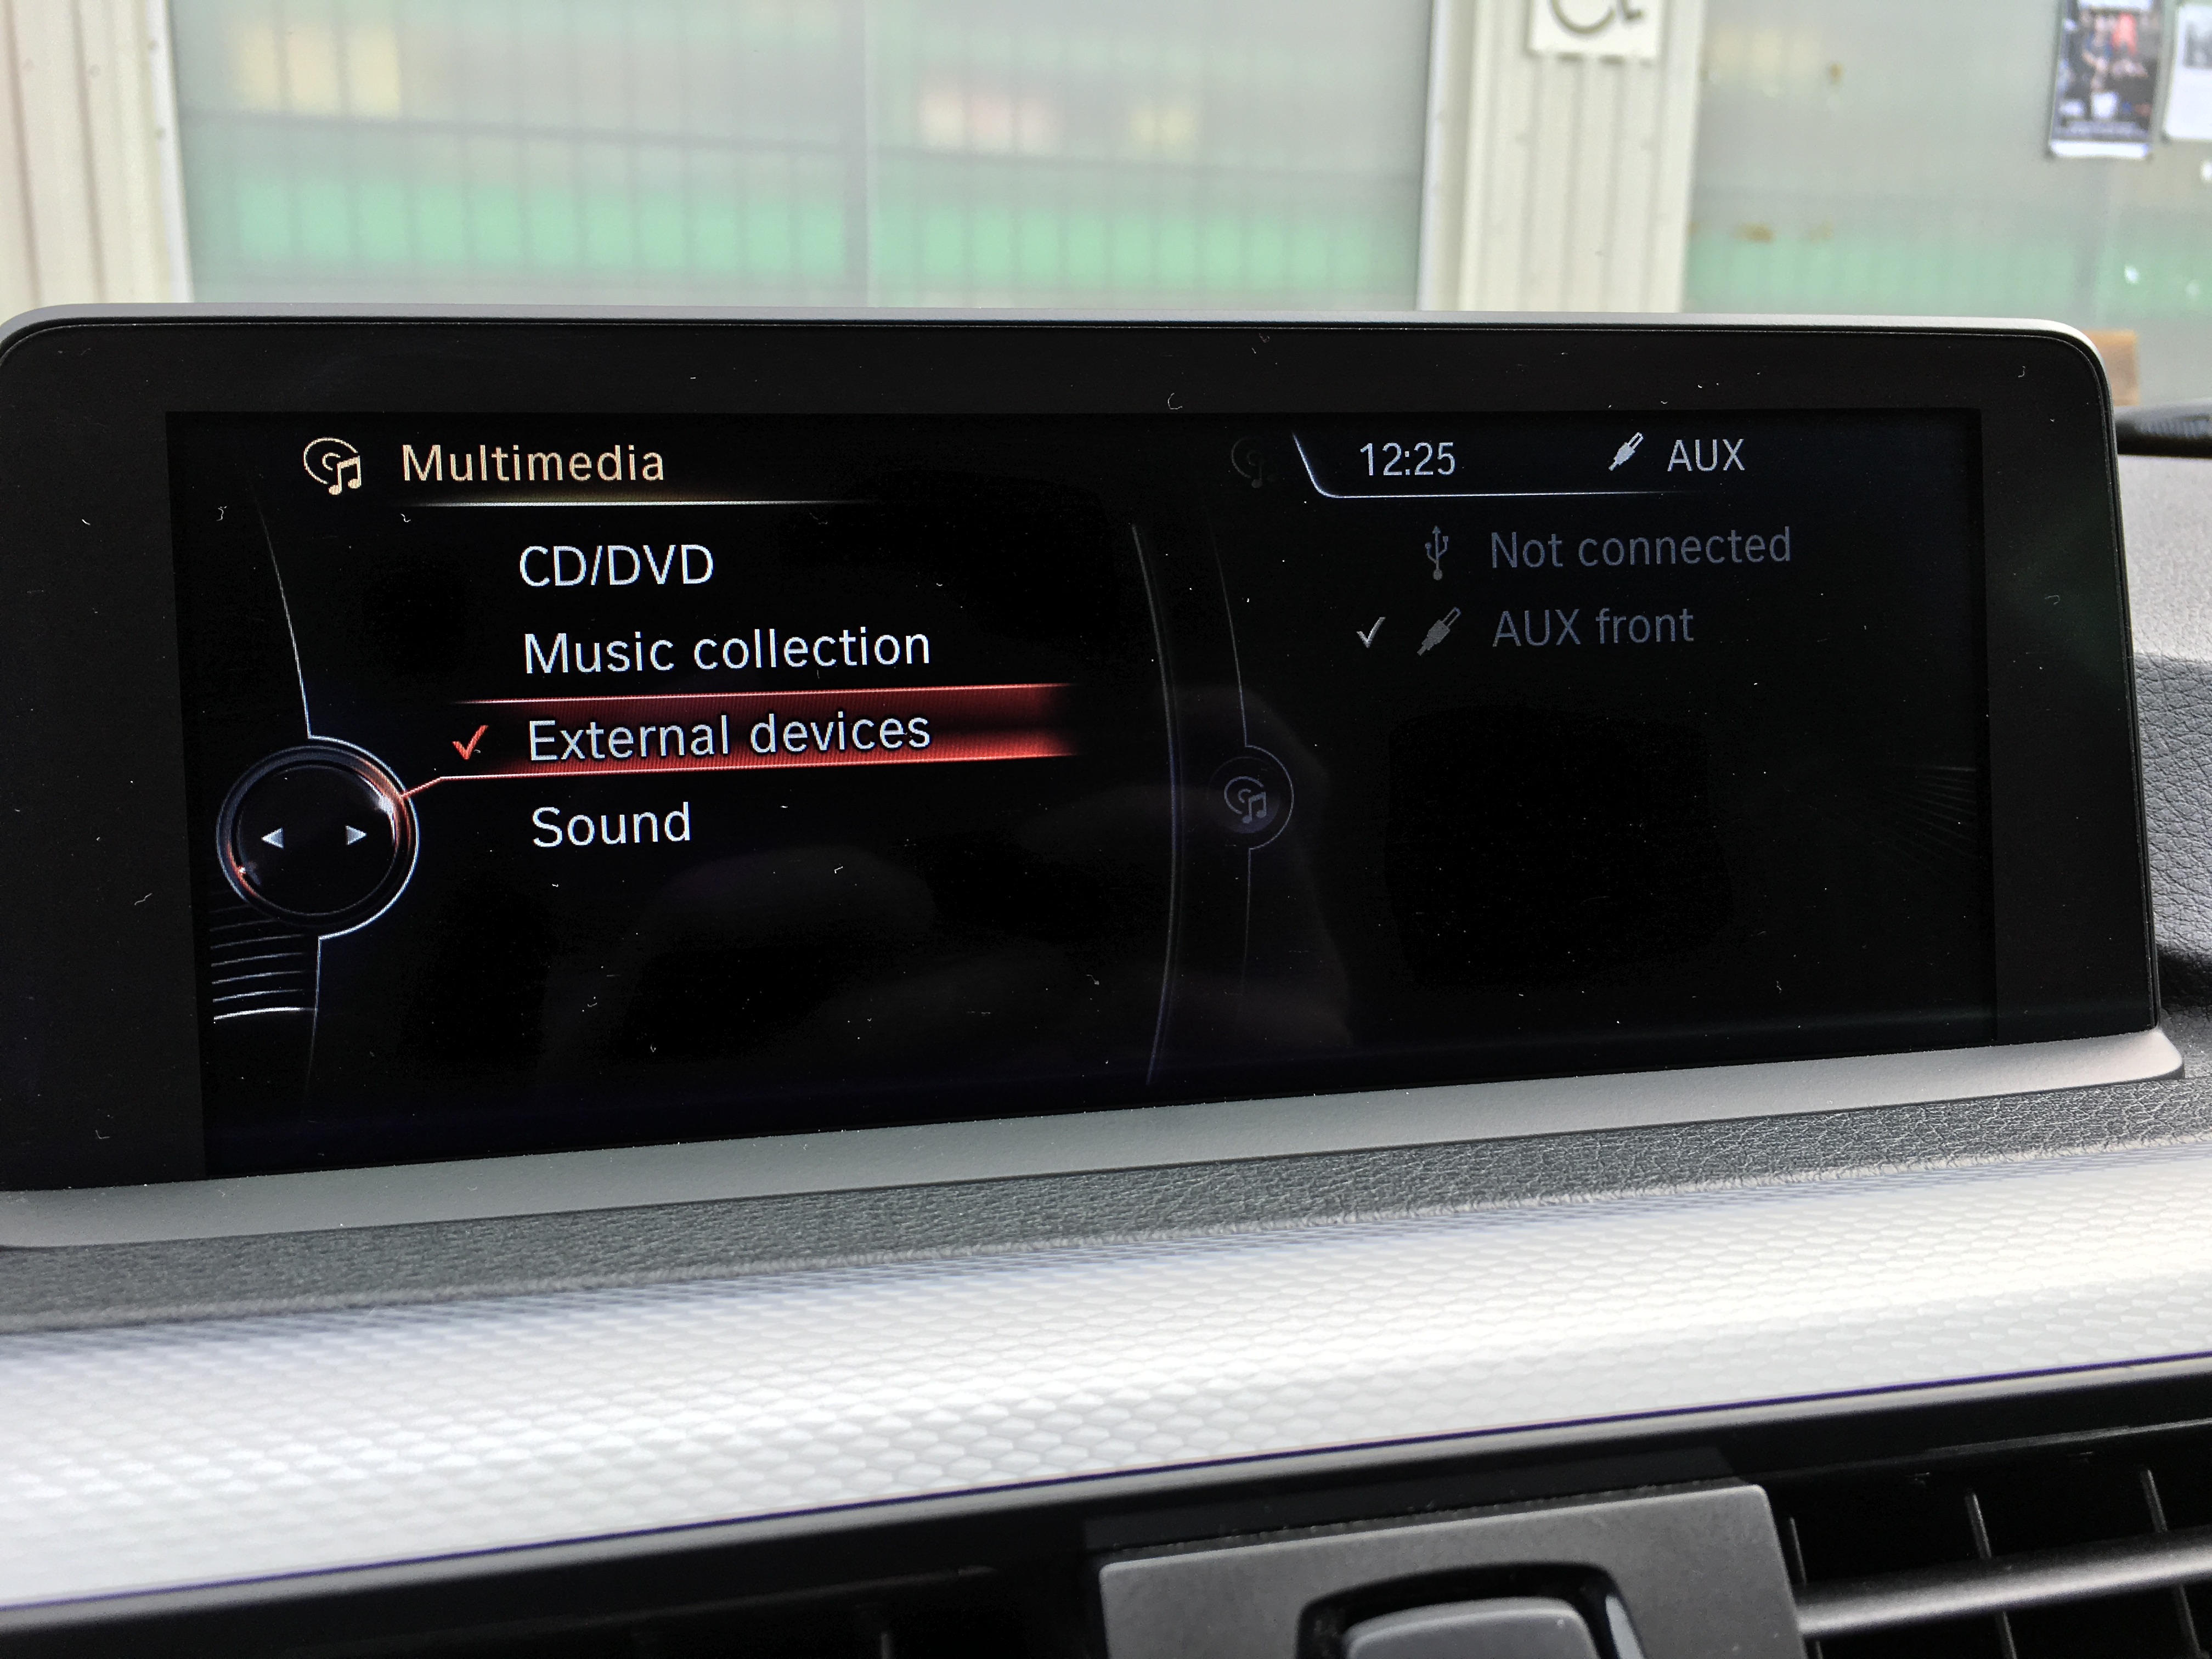 Multimedia
12:25 AUX
CD/DVD
Music collection
External devices
Sound
Not connected
AUX front